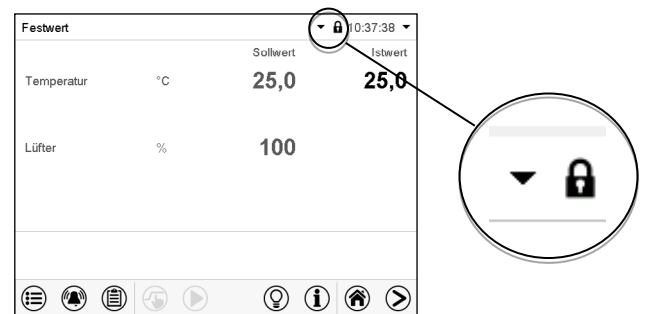 Festwert 10:37:38
Sollwert Istwert
Temperatur °C 25,0 25,0
Lüfter % 100